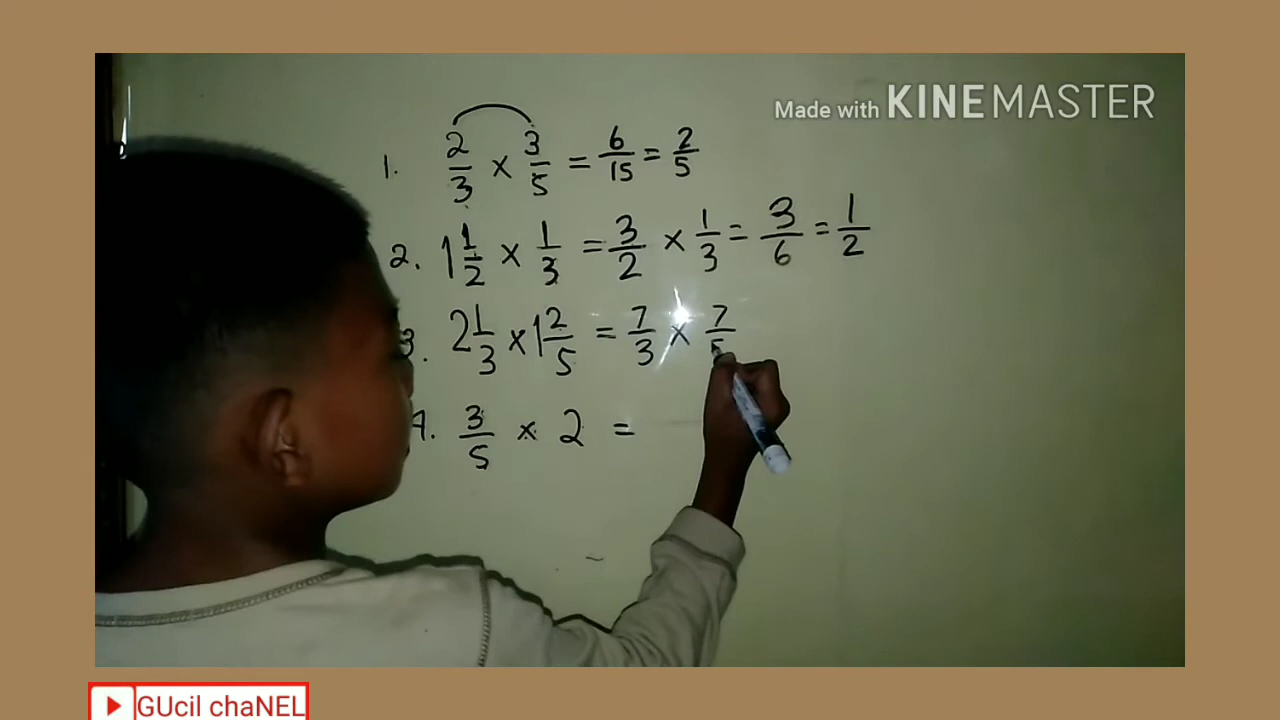 Made with KINEMASTER
1. 2/3 × 3/5 = 6/15 = 2/5
2. 1 1/2 × 1/3 = 3/2 × 1/3 = 3/6 = 1/2
3. 2 1/3 × 1 2/5 = 7/3 × 7/5
4. 3/5 × 2 =
GUcil chaNEL